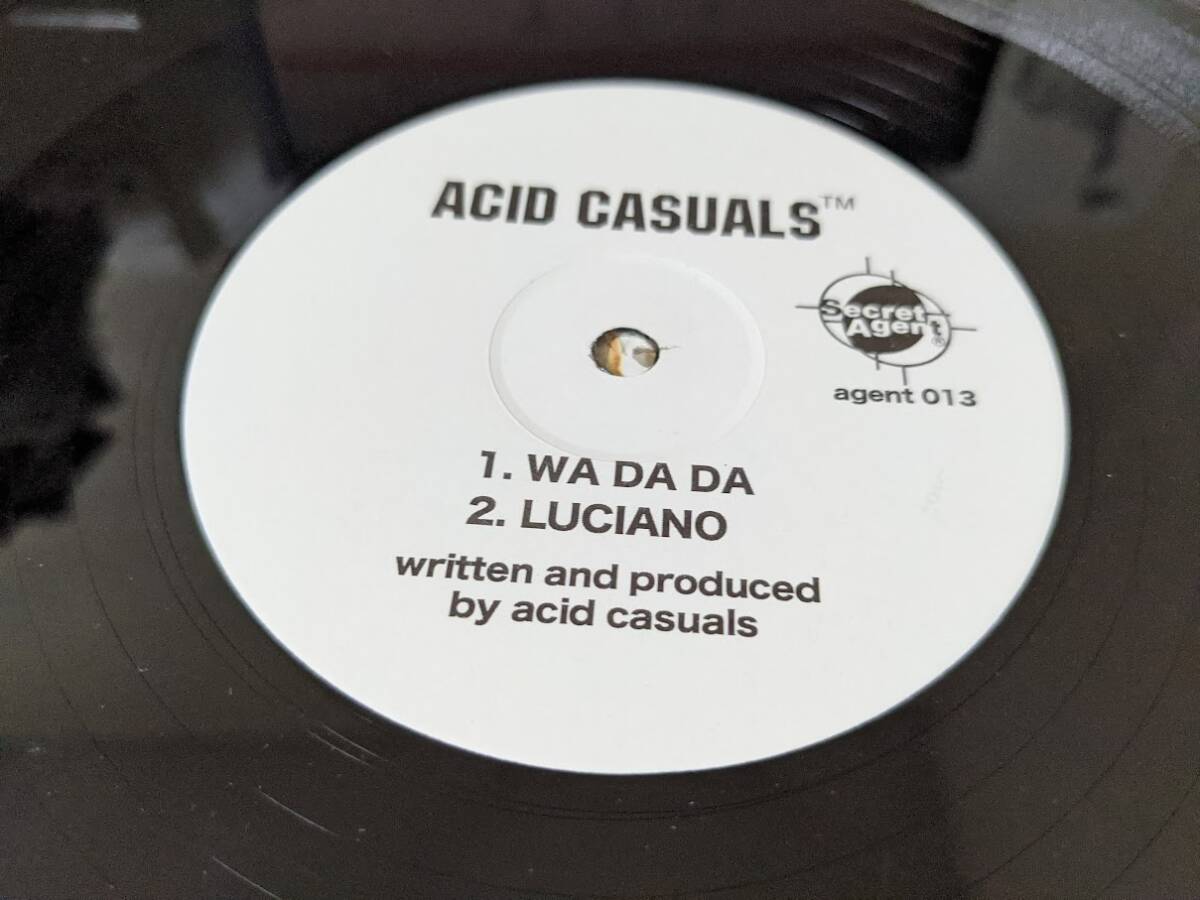 ACID CASUALS™
Secret
Agent®
agent 013
1. WA DA DA
2. LUCIANO
written and produced
by acid casuals